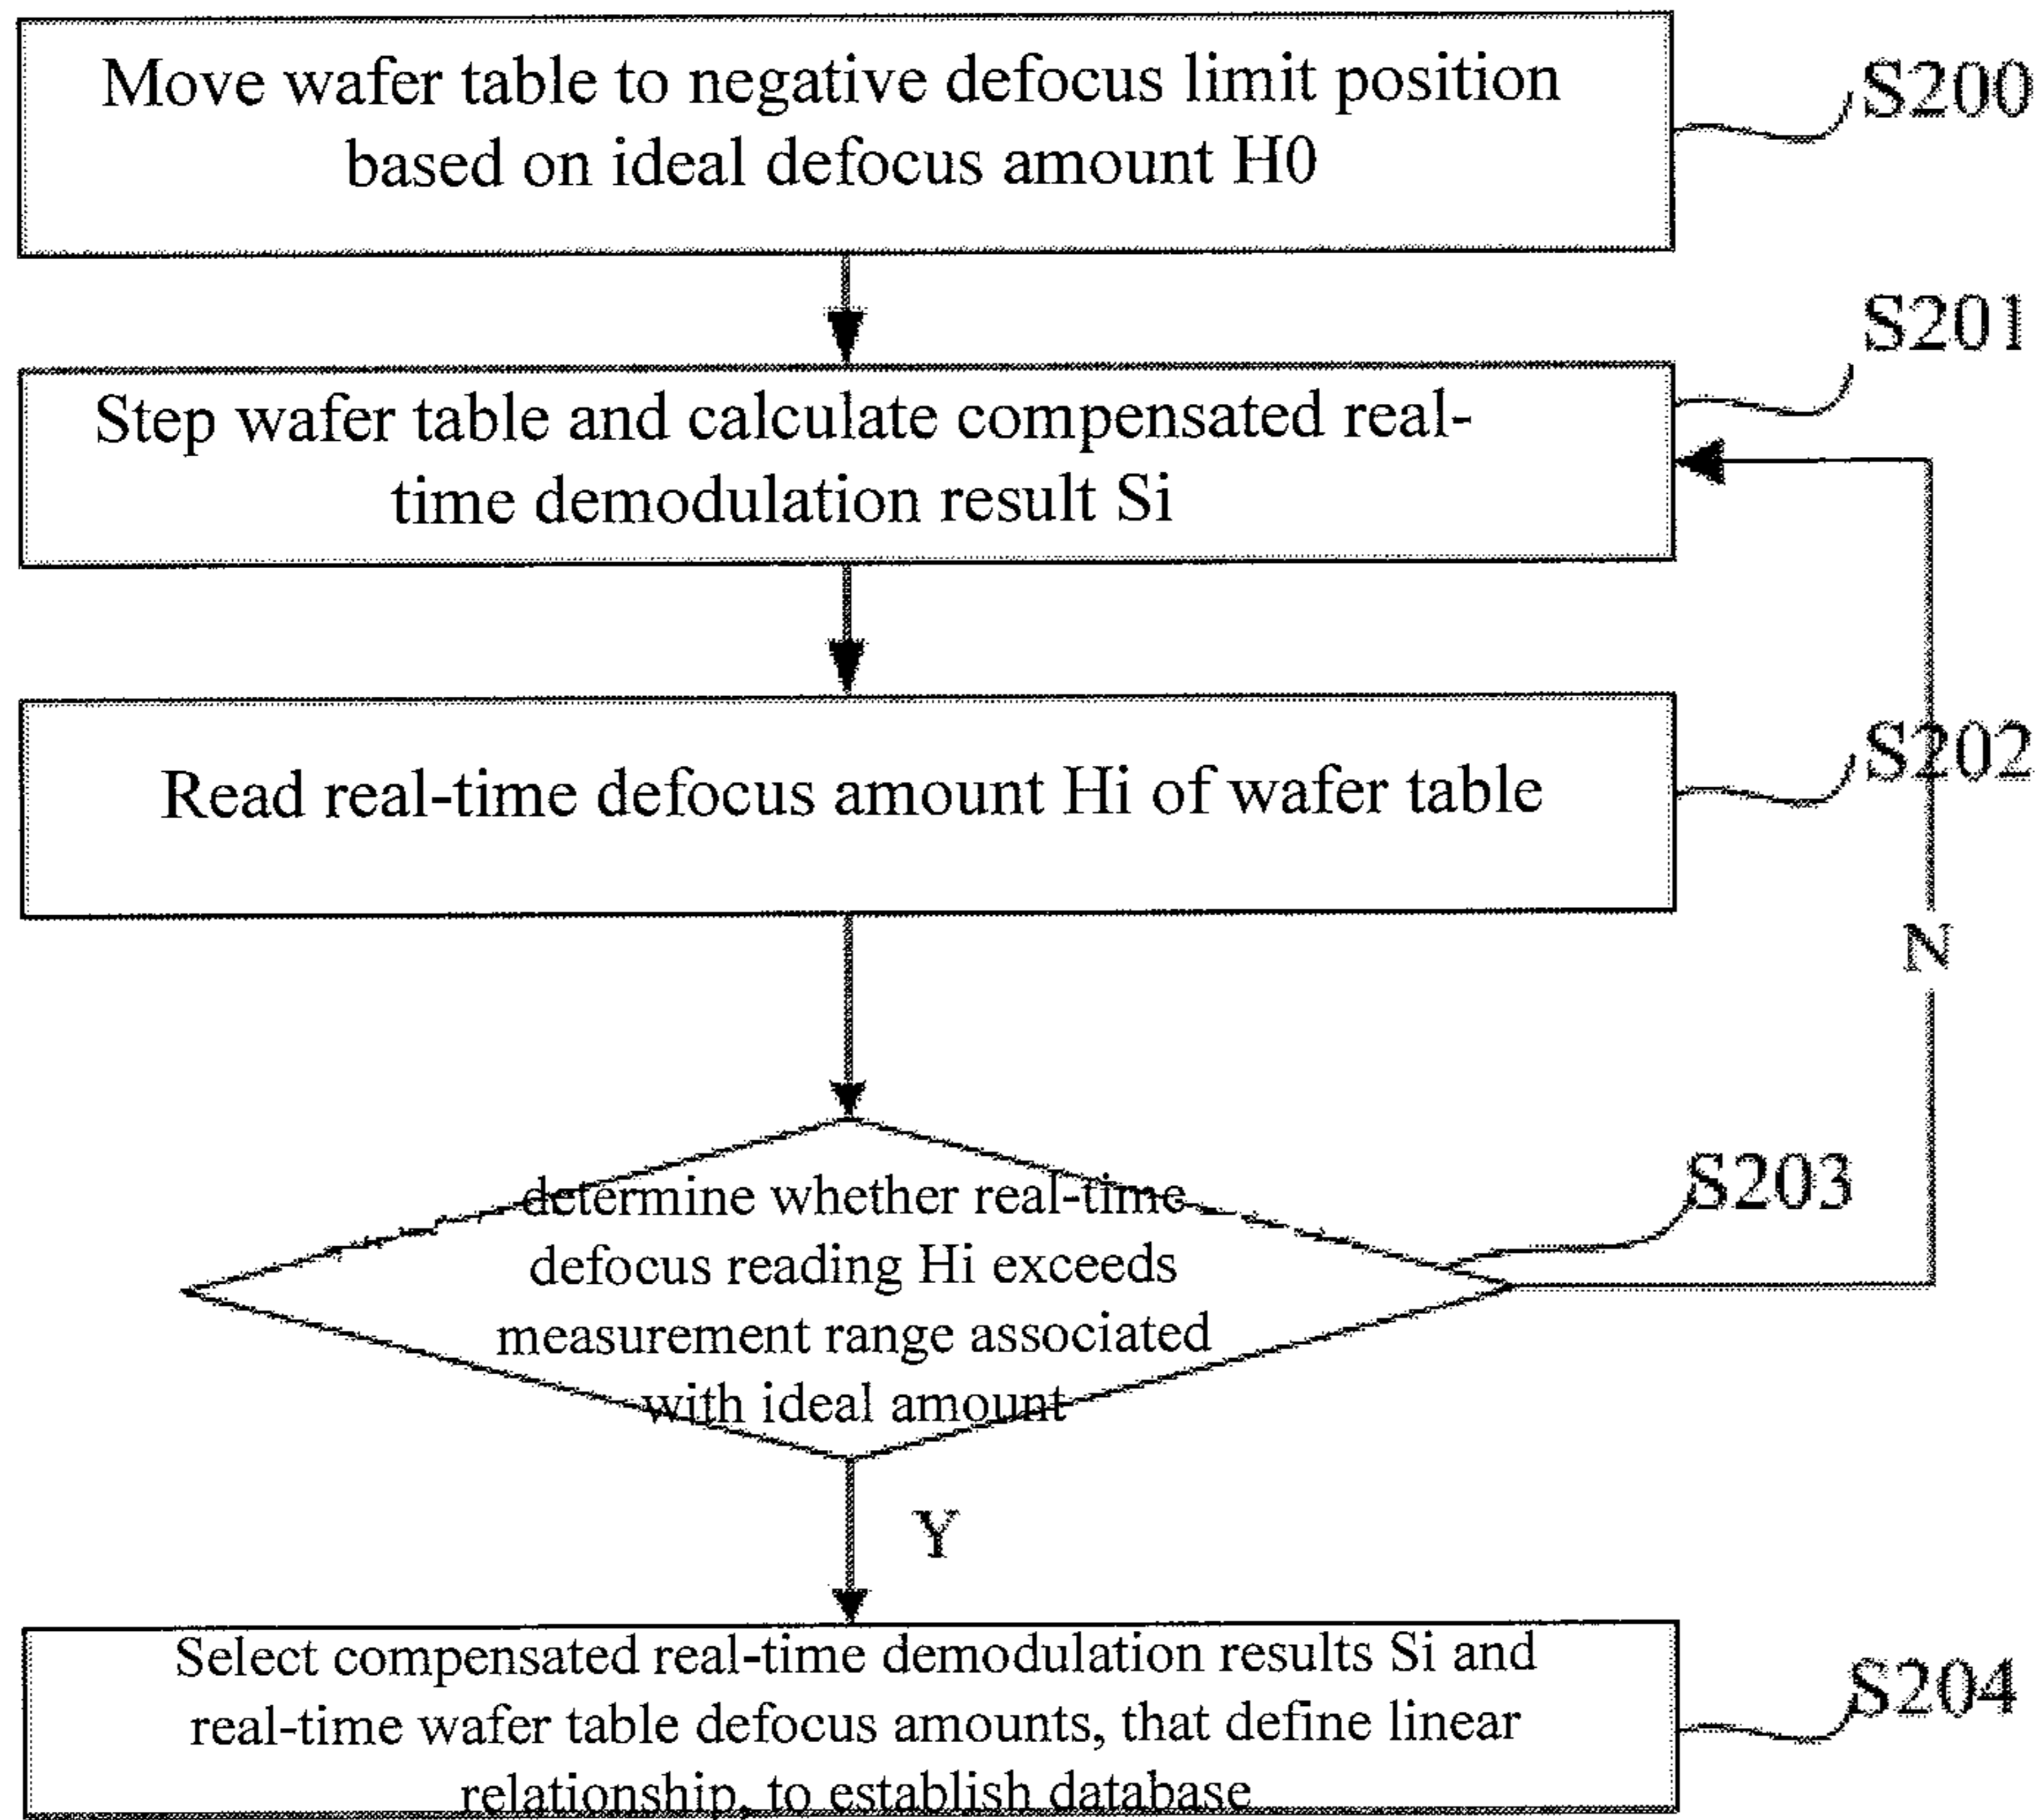 Move wafer table to negative defocus limit position
based on ideal defocus amount H0
S200
S201
Step wafer table and calculate compensated real-
time demodulation result Si
Read real-time defocus amount Hi of wafer table
S202
N
determine whether real-time
defocus reading Hi exceeds
measurement range associated
with ideal amount
S203
Y
Select compensated real-time demodulation results Si and
real-time wafer table defocus amounts, that define linear
relationship, to establish database
S204